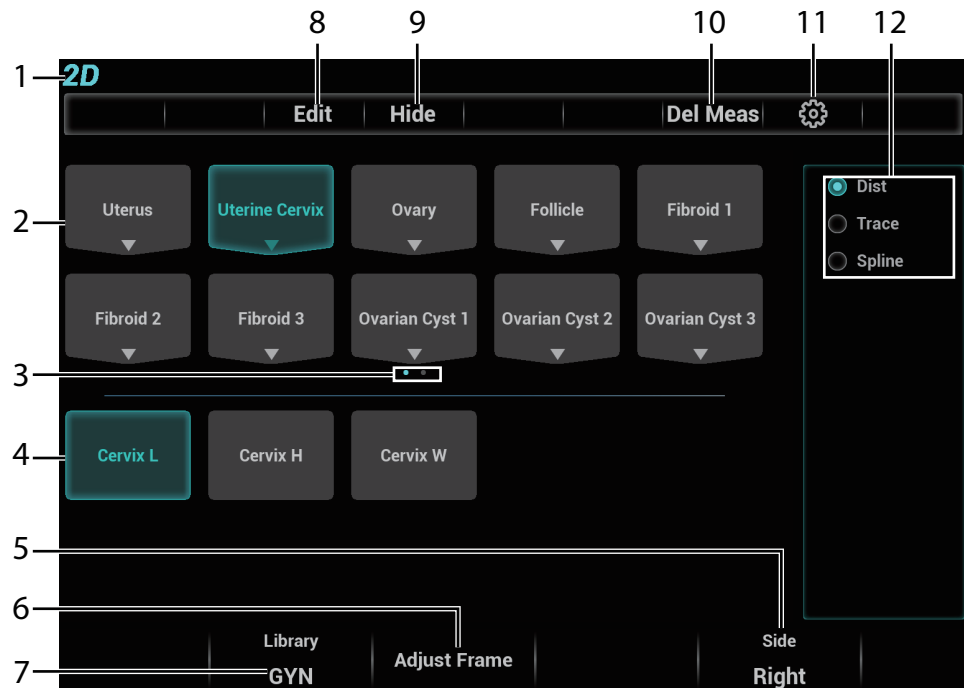 8 9 10 11 12
1 2D
Edit Hide Del Meas
2 Uterus Uterine Cervix Ovary Follicle Fibroid 1
Dist
Trace
Spline
Fibroid 2 Fibroid 3 Ovarian Cyst 1 Ovarian Cyst 2 Ovarian Cyst 3
3
4 Cervix L Cervix H Cervix W
5
6
Library Adjust Frame Side
7 GYN Right